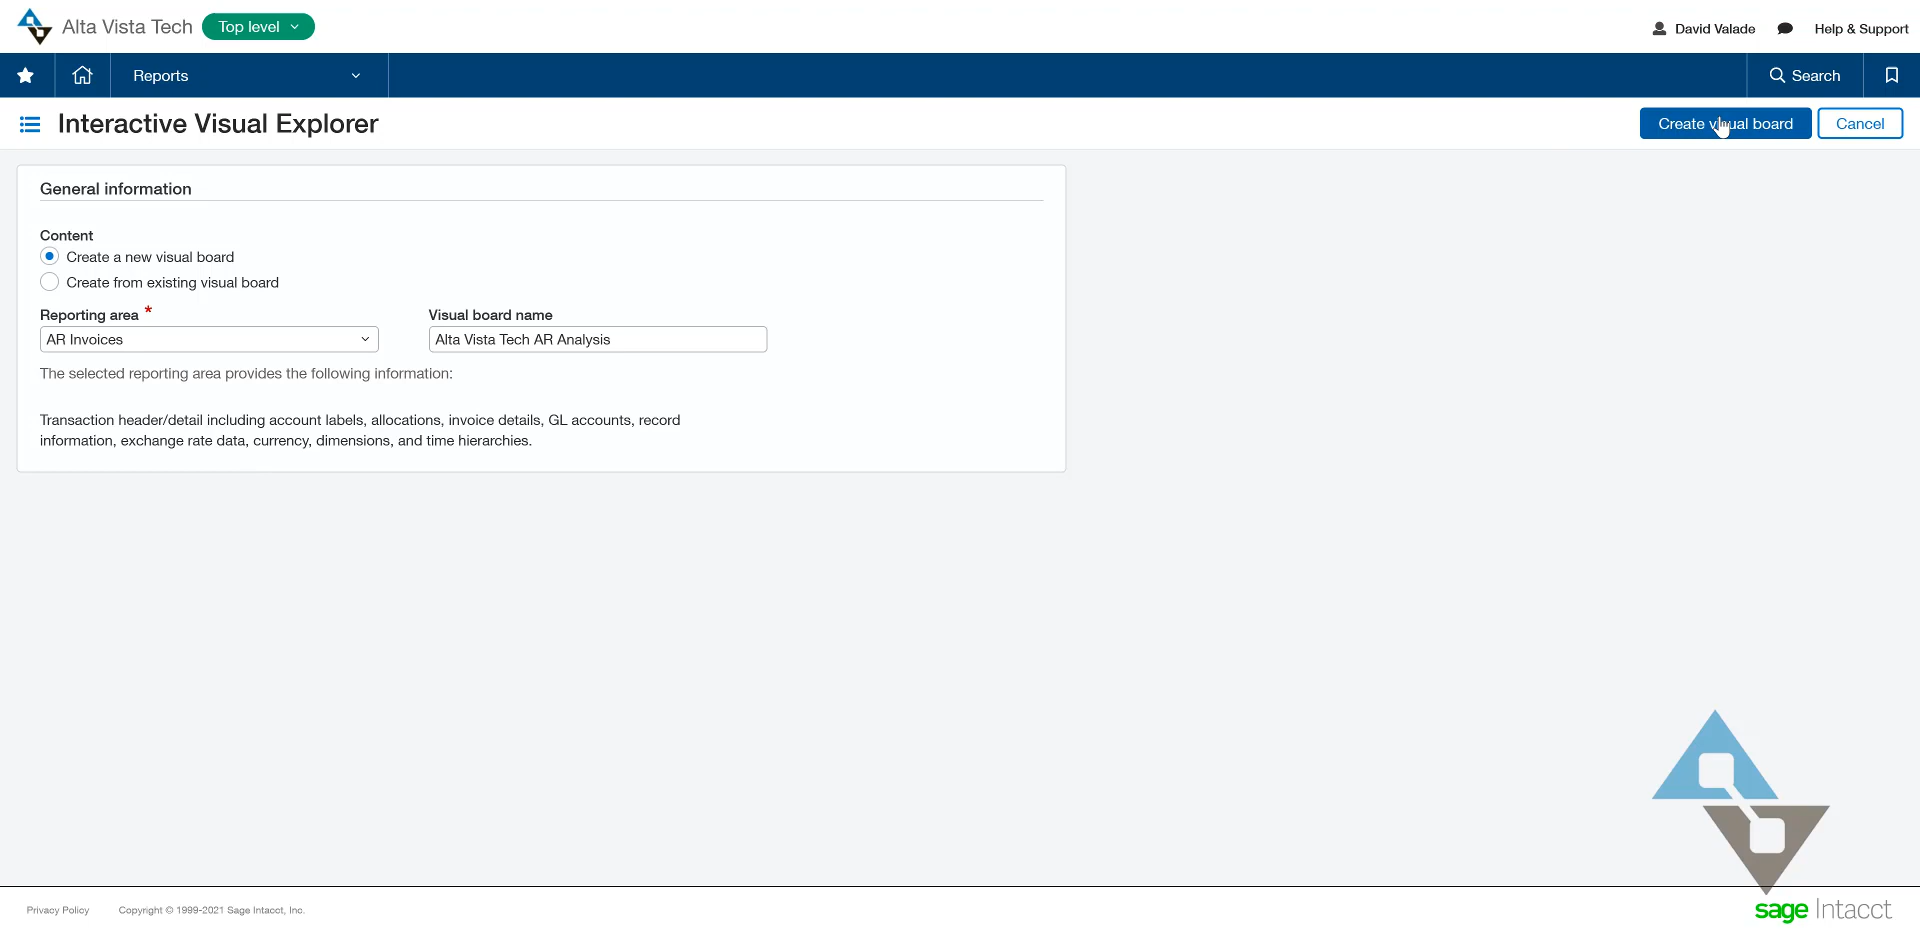 Alta Vista Tech
Top level
David Valade
Help & Support
Reports
Search
Interactive Visual Explorer
Create visual board
Cancel
General information
Content
Create a new visual board
Create from existing visual board
Reporting area *
Visual board name
AR Invoices
Alta Vista Tech AR Analysis
The selected reporting area provides the following information:
Transaction header/detail including account labels, allocations, invoice details, GL accounts, record
information, exchange rate data, currency, dimensions, and time hierarchies.
Privacy Policy
Copyright © 1999-2021 Sage Intacct, Inc.
sage Intacct